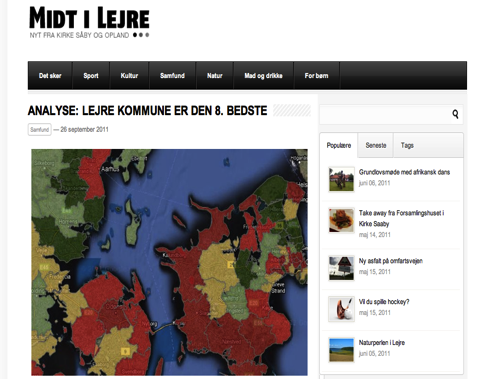 MIDT I LEJRE
NYT FRA KIRKE SÅBY OG OPLAND
Det sker
Sport
Kultur
Samfund
Natur
Mad og drikke
For børn
ANALYSE: LEJRE KOMMUNE ER DEN 8. BEDSTE
Samfund — 26 september 2011
Aarhus
Populære
Seneste
Tags
Grundlovsmøde med afrikansk dans
juni 06, 2011
Take away fra Forsamlingshuset i
Kirke Saaby
maj 14, 2011
Ny asfalt på omfartsvejen
maj 15, 2011
Vil du spille hockey?
maj 15, 2011
Naturperlen i Lejre
juni 05, 2011